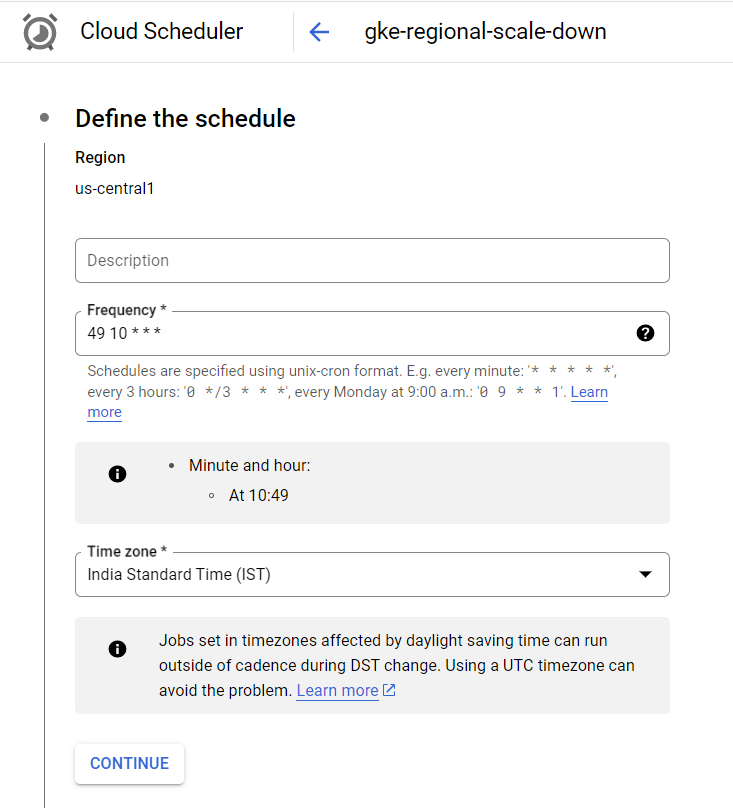 Cloud Scheduler
gke-regional-scale-down
Define the schedule
Region
us-central1
Description
Frequency *
49 10 * * *
Schedules are specified using unix-cron format. E.g. every minute: '* * * * *',
every 3 hours: '0 */3 * * *', every Monday at 9:00 a.m.: '0 9 * * 1'. Learn
more
Minute and hour:
At 10:49
Time zone *
India Standard Time (IST)
Jobs set in timezones affected by daylight saving time can run
outside of cadence during DST change. Using a UTC timezone can
avoid the problem. Learn more
CONTINUE